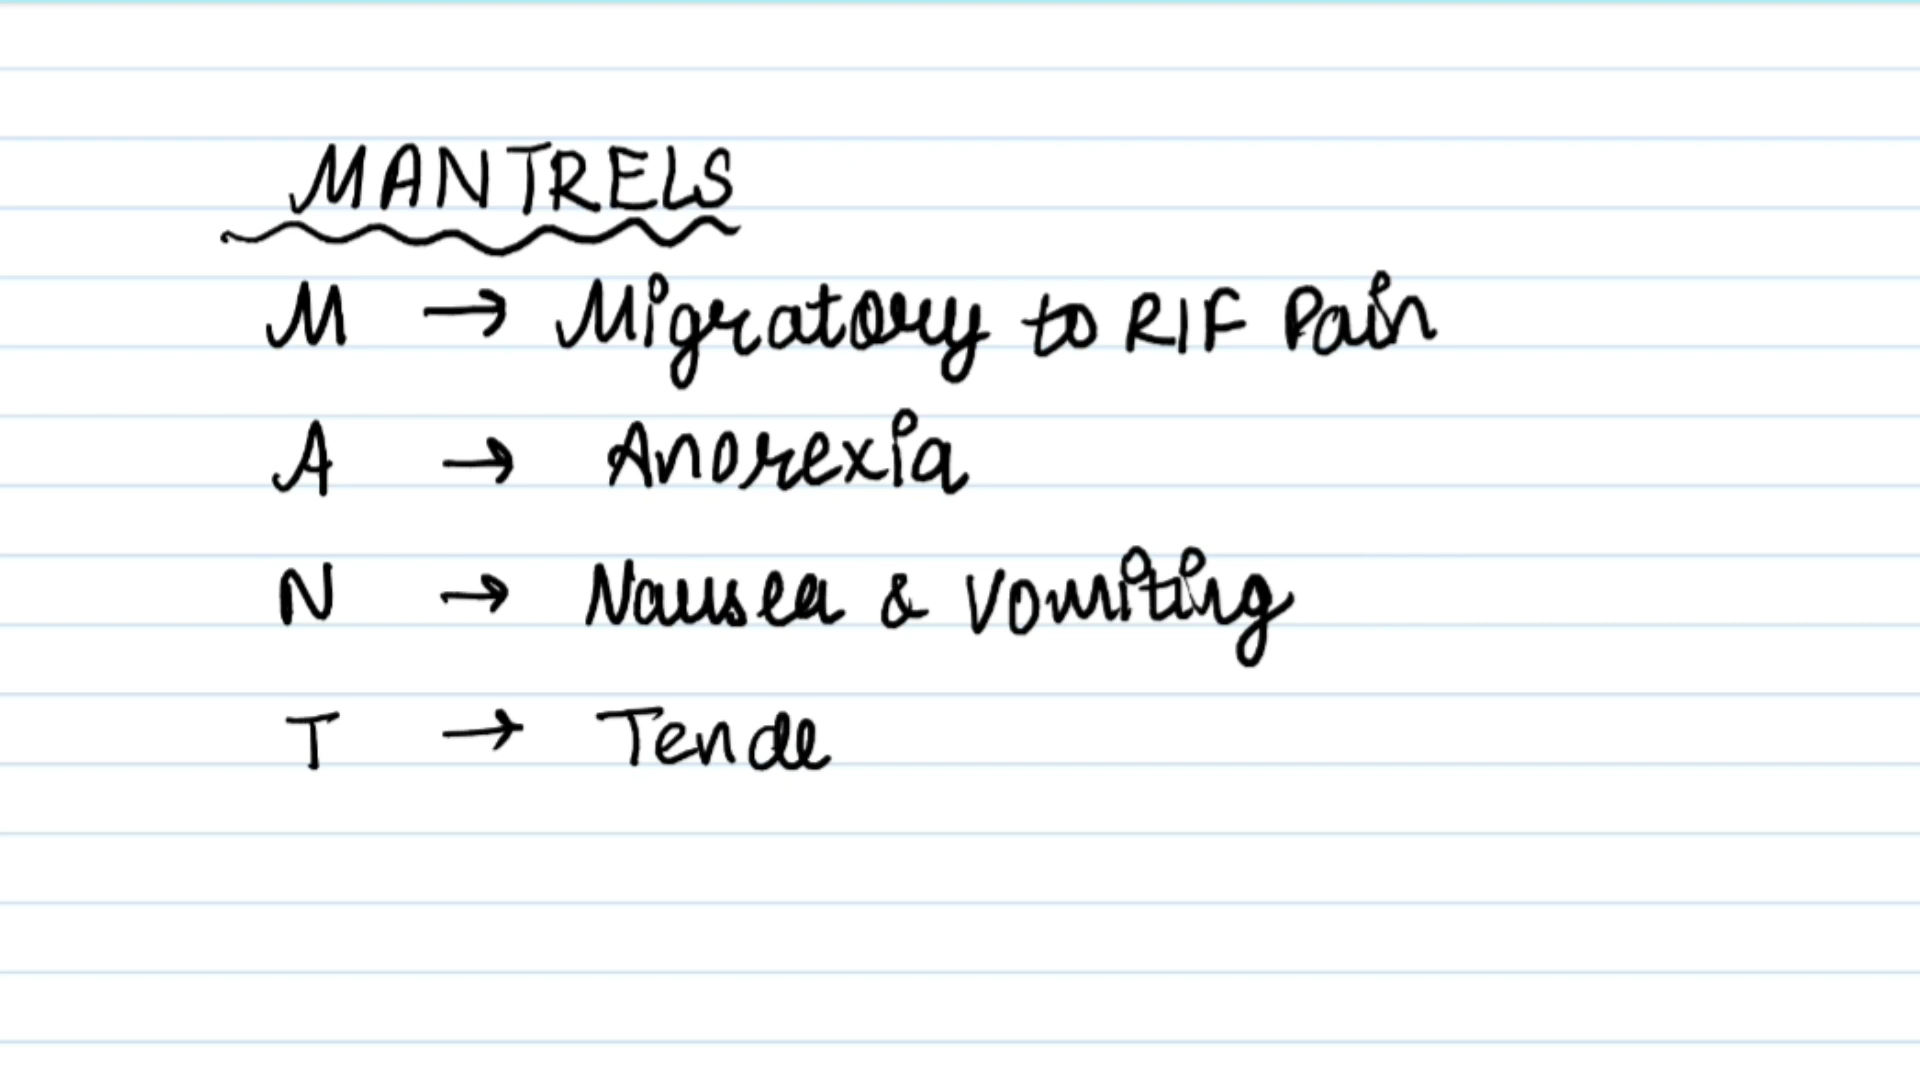 MANTRELS
M → Migratory to RIF Pain
A → Anorexia
N → Nausea & Vomiting
T → Tende